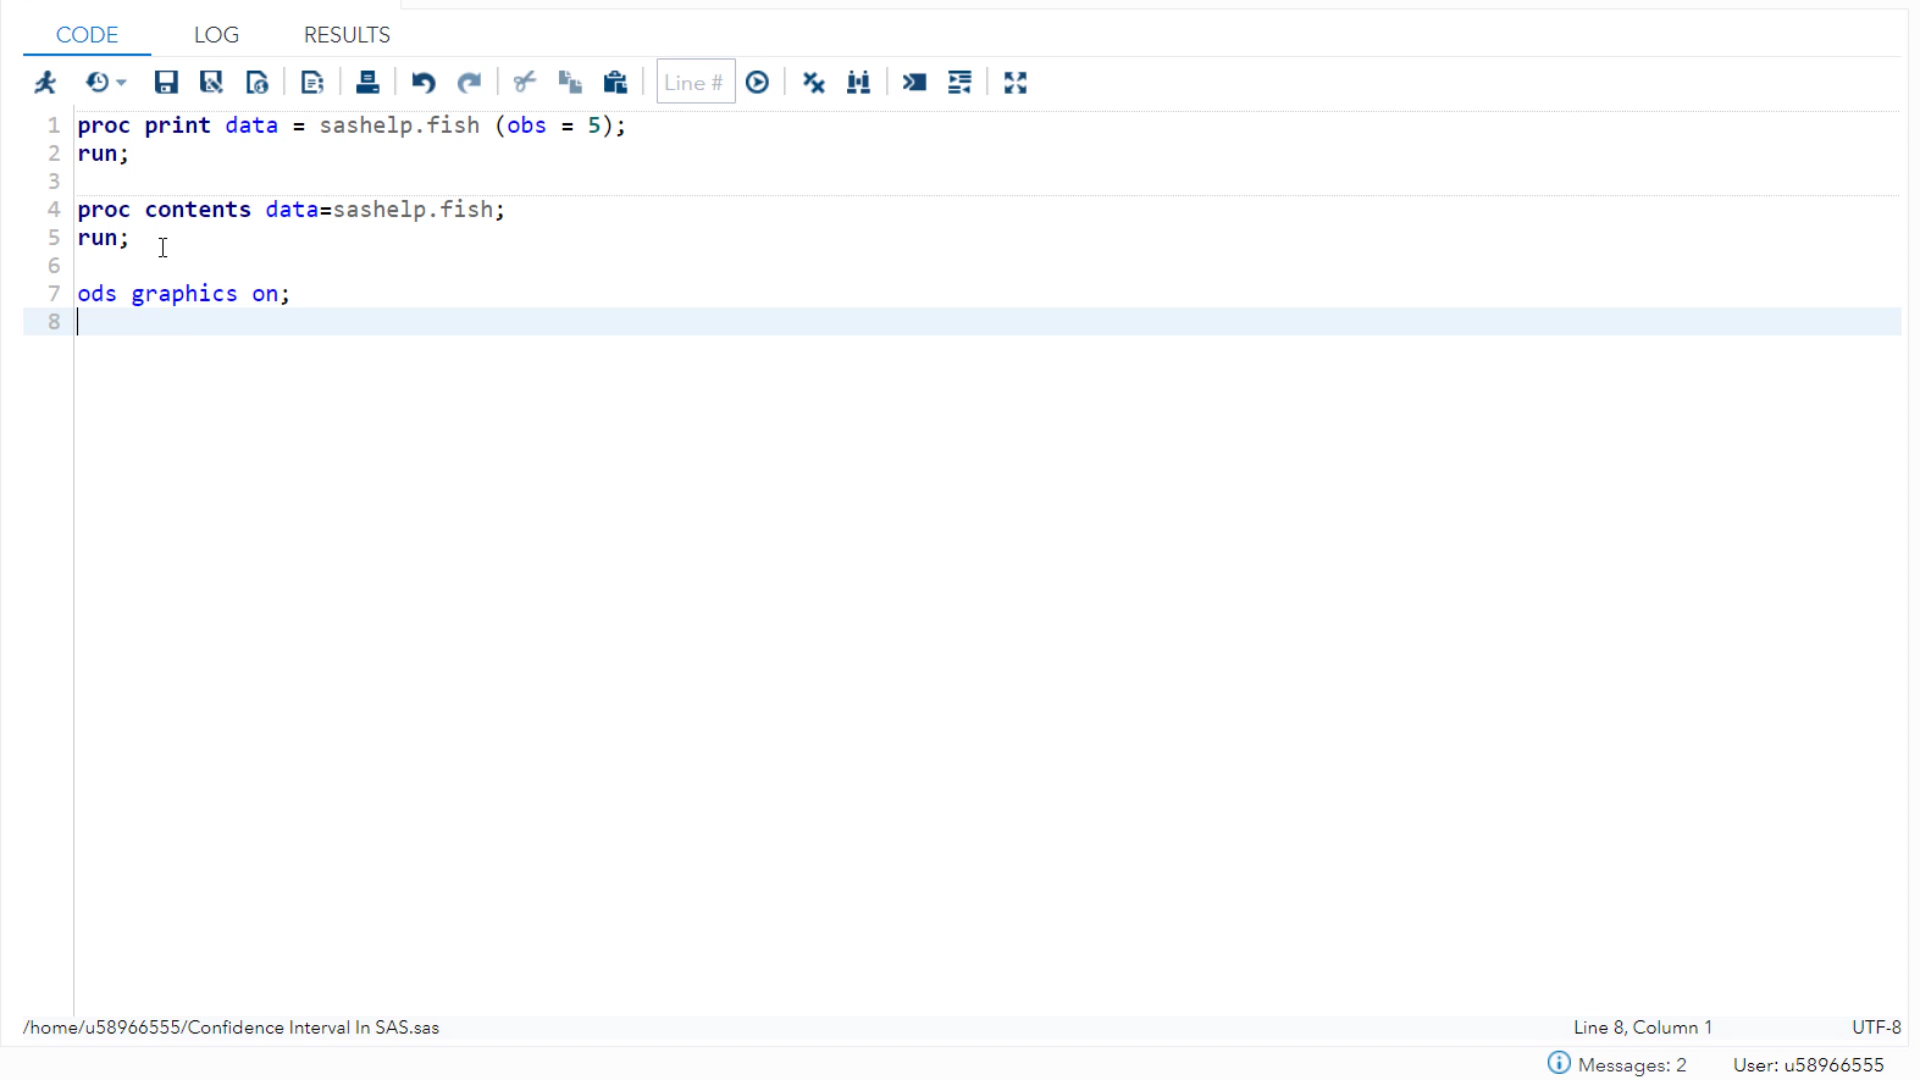 CODE LOG RESULTS
Line #
1 proc print data = sashelp.fish (obs = 5);
2 run;
3
4 proc contents data=sashelp.fish;
5 run;
6
7 ods graphics on;
8
/home/u58966555/Confidence Interval In SAS.sas Line 8, Column 1 UTF-8
Messages: 2 User: u58966555